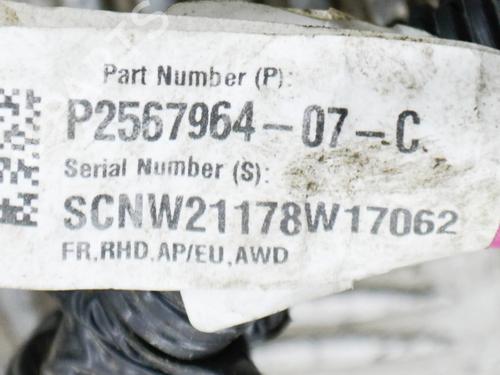 Part Number (P):
P2567964-07-C
Serial Number (S):
SCNW21178W17062
FR,RHD,AP/EU,AWD